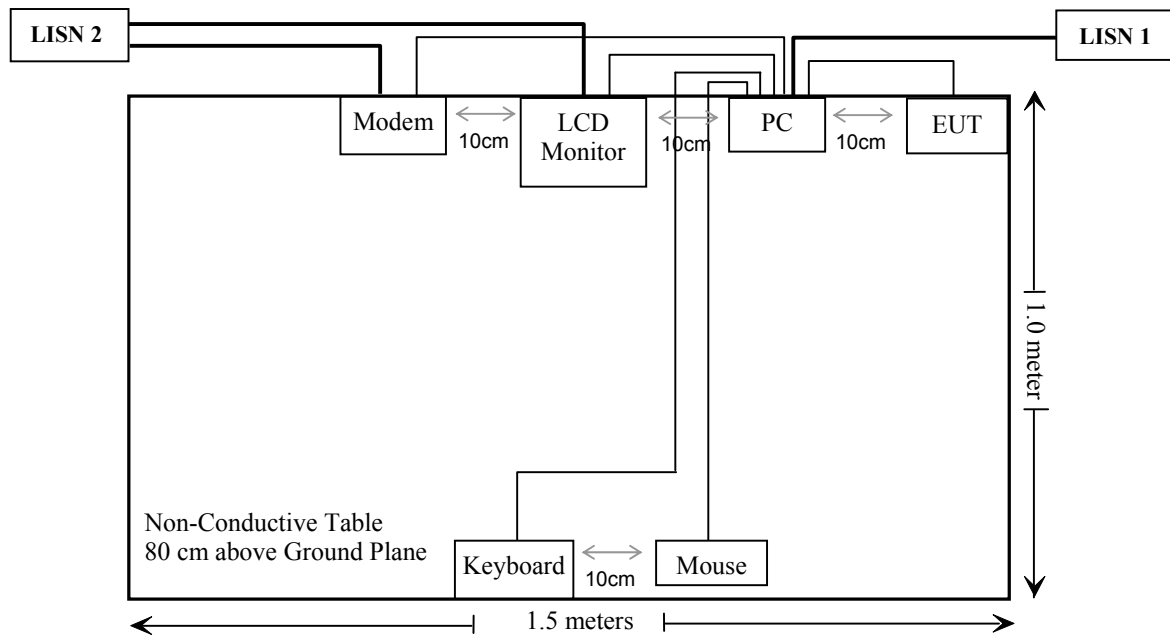 LISN 2
LISN 1
Modem
LCD
Monitor
PC
EUT
10cm
10cm
10cm
1.0 meter
Non-Conductive Table
80 cm above Ground Plane
Keyboard
Mouse
10cm
1.5 meters